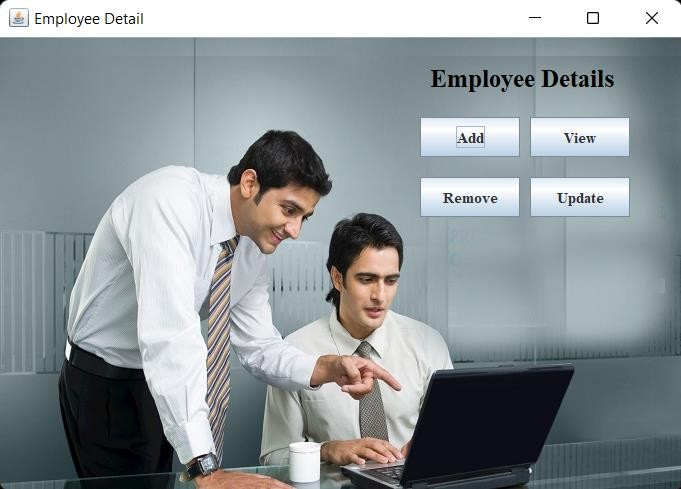 Employee Detail
Employee Details
Add View
Remove Update